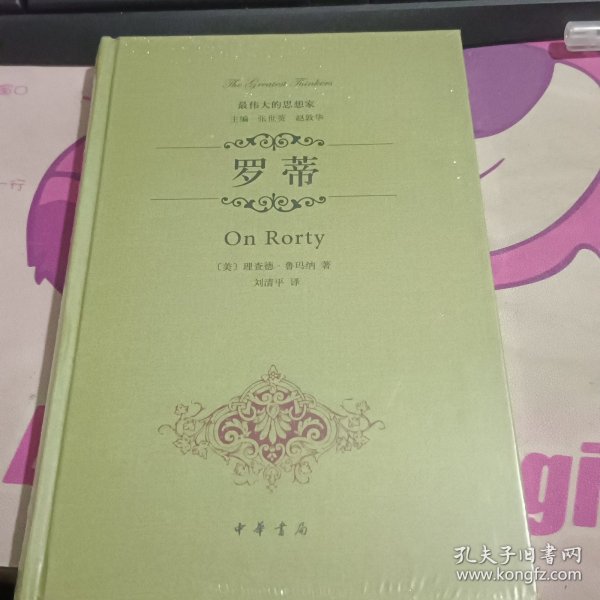 The Greatest Thinkers
最伟大的思想家
主编 张世英 赵敦华
罗蒂
On Rorty
〔美〕理查德·鲁玛纳 著
刘清平 译
中華書局
gi
孔夫子旧书网
www.kongfz.com